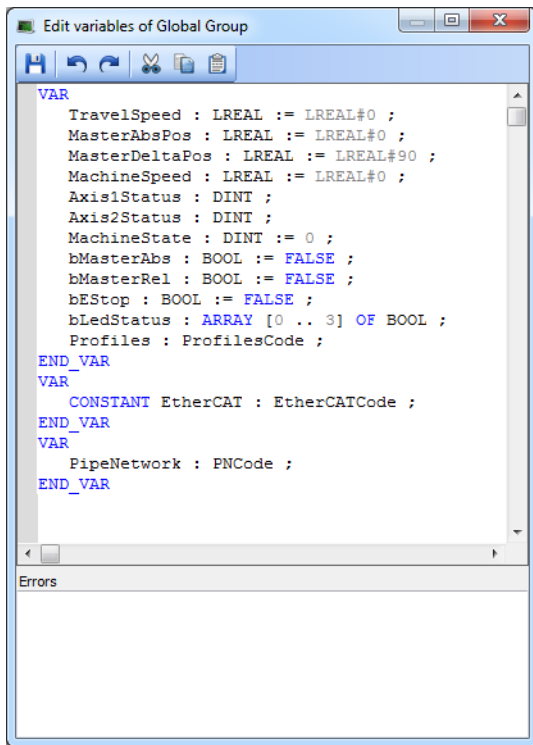 Edit variables of Global Group
VAR
TravelSpeed : LREAL := LREAL#0 ;
MasterAbsPos : LREAL := LREAL#0 ;
MasterDeltaPos : LREAL := LREAL#90 ;
MachineSpeed : LREAL := LREAL#0 ;
Axis1Status : DINT ;
Axis2Status : DINT ;
MachineState : DINT := 0 ;
bMasterAbs : BOOL := FALSE ;
bMasterRel : BOOL := FALSE ;
bEStop : BOOL := FALSE ;
bLedStatus : ARRAY [0 .. 3] OF BOOL ;
Profiles : ProfilesCode ;
END_VAR
VAR
CONSTANT EtherCAT : EtherCATCode ;
END_VAR
VAR
PipeNetwork : PNCode ;
END_VAR
Errors